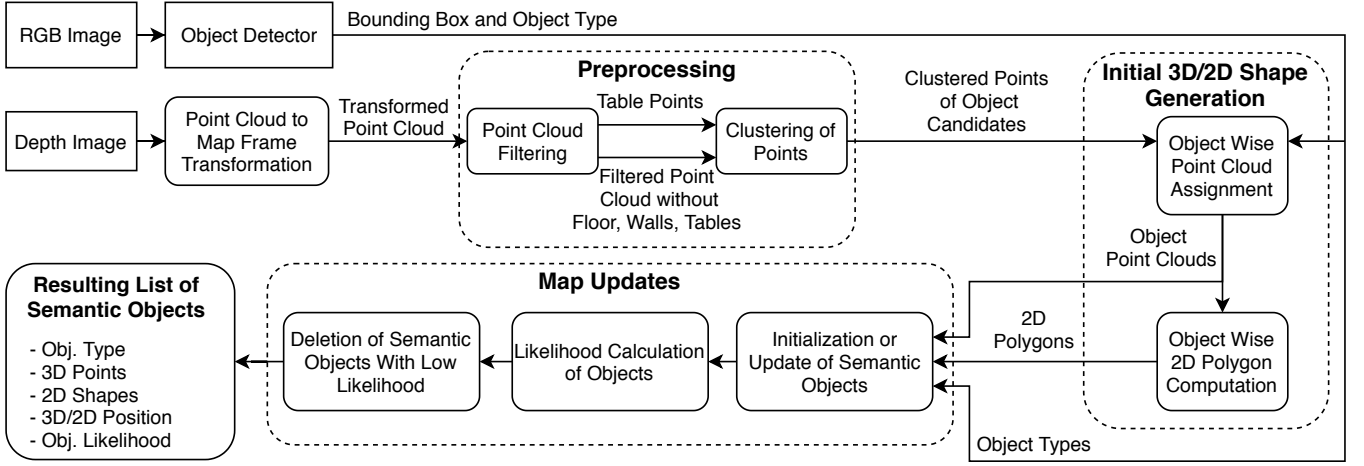 RGB Image
Object Detector
Bounding Box and Object Type
Depth Image
Point Cloud to
Map Frame
Transformation
Transformed
Point Cloud
Preprocessing
Point Cloud
Filtering
Table Points
Filtered Point
Cloud without
Floor, Walls, Tables
Clustering of
Points
Clustered Points
of Object
Candidates
Initial 3D/2D Shape
Generation
Object Wise
Point Cloud
Assignment
Object
Point Clouds
Object Wise
2D Polygon
Computation
2D
Polygons
Object Types
Map Updates
Initialization or
Update of Semantic
Objects
Likelihood Calculation
of Objects
Deletion of Semantic
Objects With Low
Likelihood
Resulting List of
Semantic Objects
- Obj. Type
- 3D Points
- 2D Shapes
- 3D/2D Position
- Obj. Likelihood